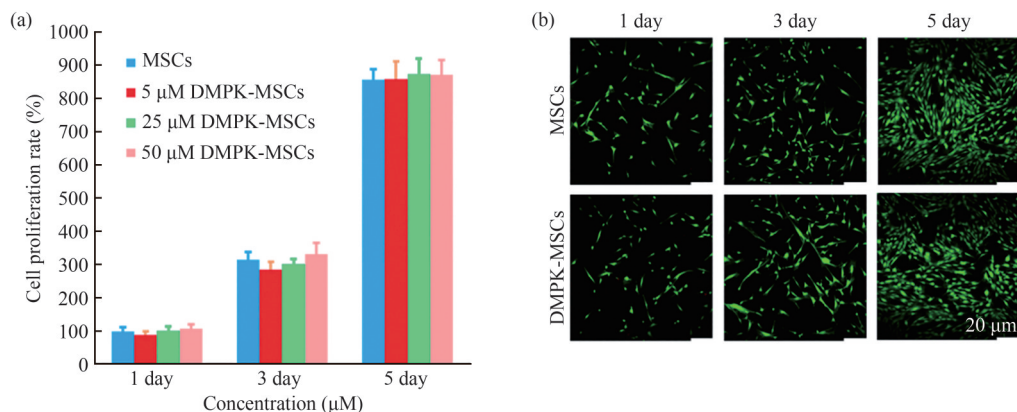 (a)
1000
900
800
700
600
500
400
300
200
100
0
Cell proliferation rate (%)
MSCs
5 μM DMPK-MSCs
25 μM DMPK-MSCs
50 μM DMPK-MSCs
1 day
3 day
5 day
Concentration (μM)
(b)
1 day
3 day
5 day
MSCs
DMPK-MSCs
20 μm